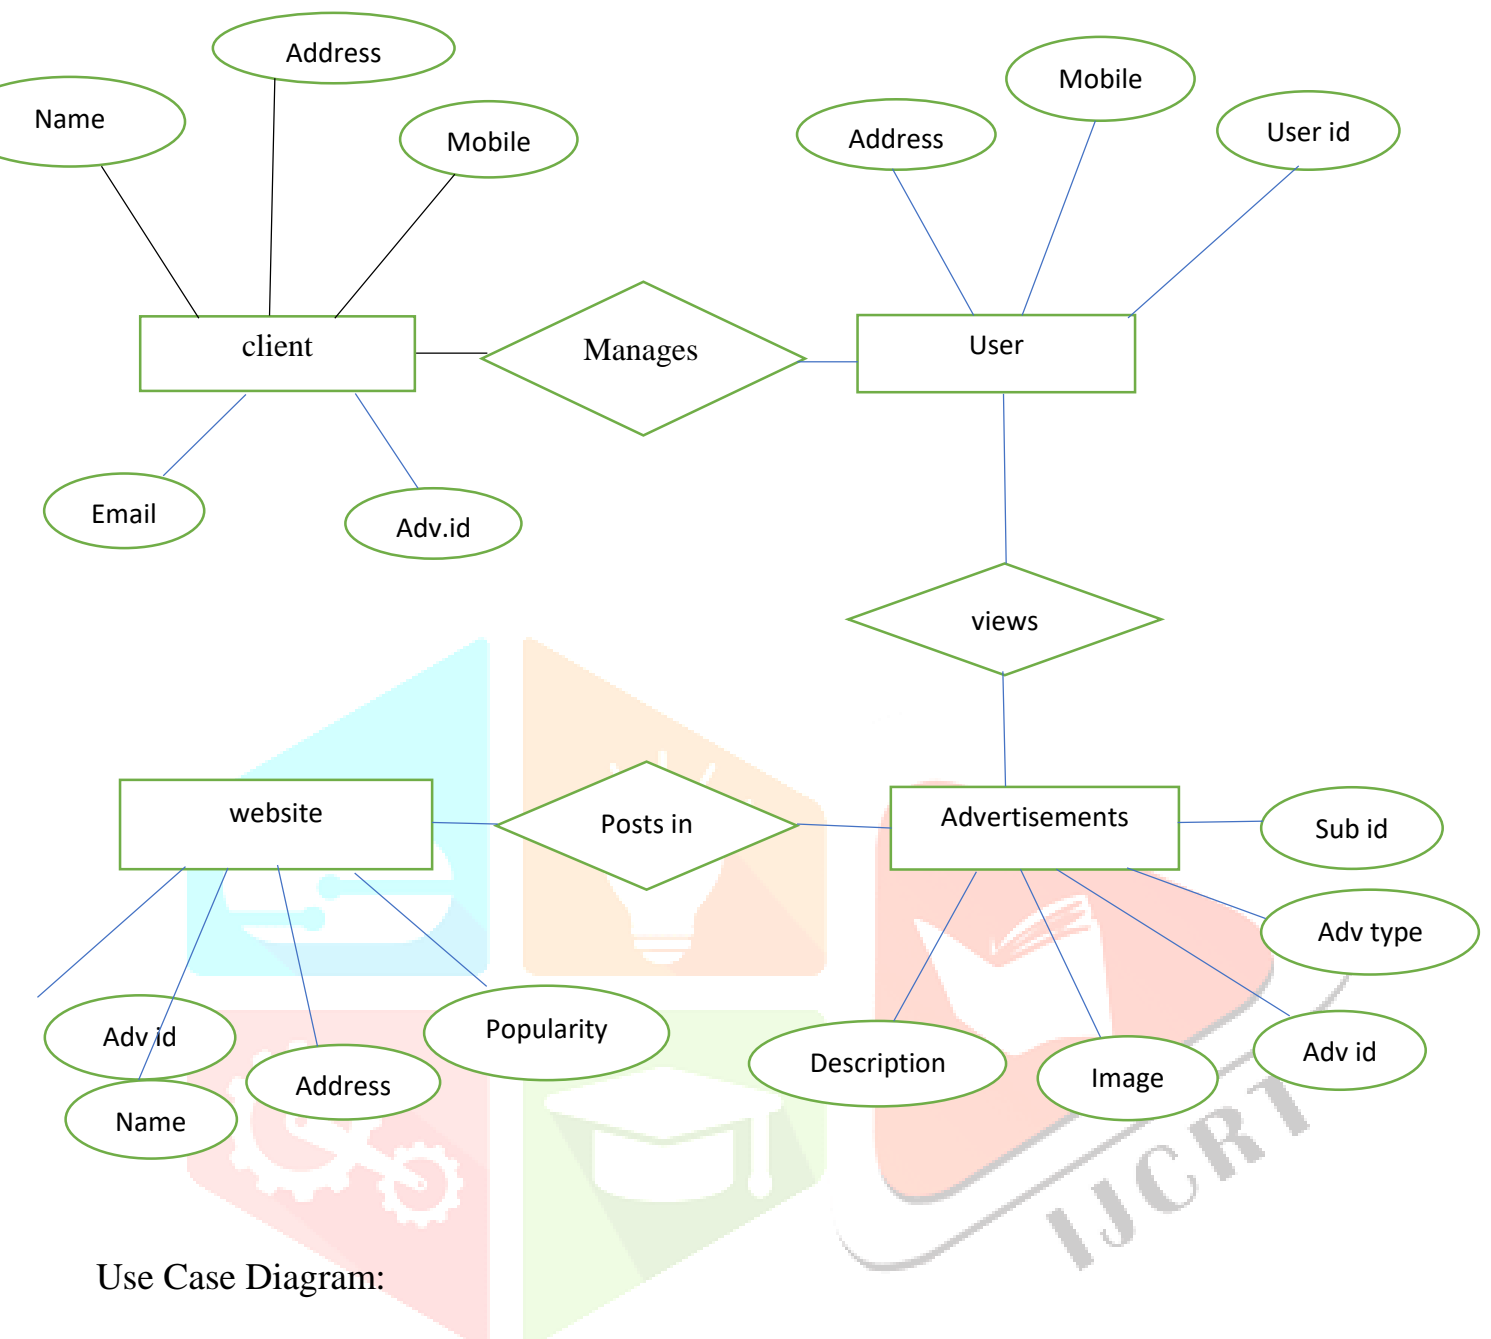 Address
Mobile
Name
Mobile
Address
User id
client
Manages
User
Email
Adv.id
views
website
Posts in
Advertisements
Sub id
Adv type
Adv id
Popularity
Address
Name
Description
Image
Adv id
IJCRT
Use Case Diagram: